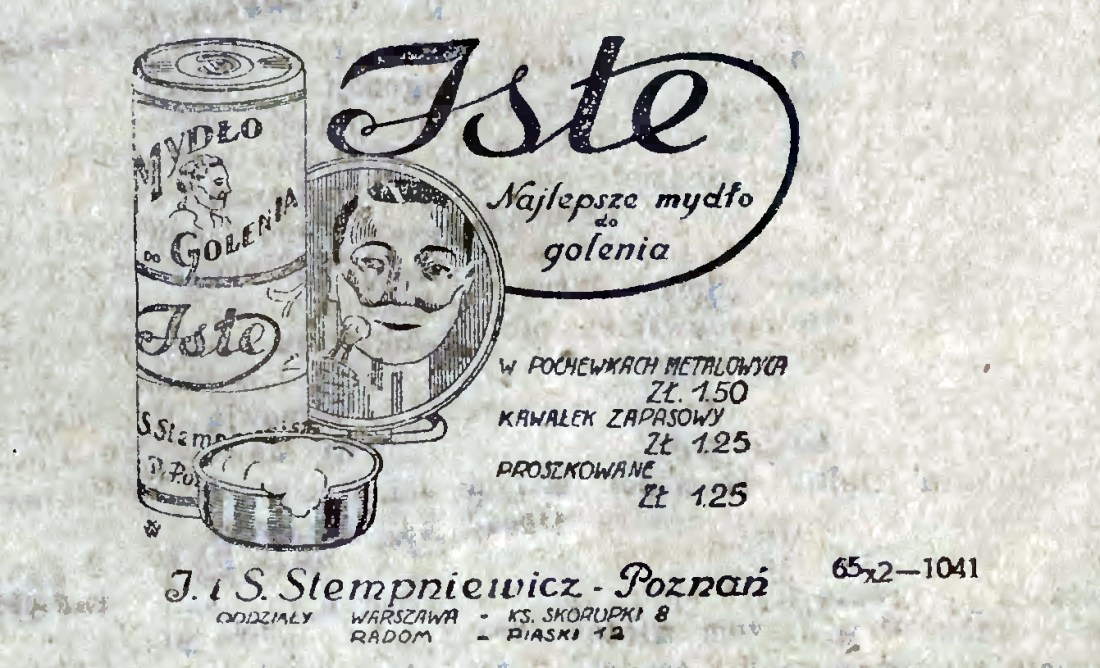 Iste
Najlepsze mydło
do
golenia
MYDŁO
DO GOLENIA
Iste
W POCHEWKACH METALOWYCH
ZŁ. 1.50
KAWAŁEK ZAPASOWY
ZŁ 1.25
PROSZKOWANE
ZŁ 1.25
J. i S. Stempniewicz - Poznań
ODDZIAŁY WARSZAWA - KS. SKORUPKI 8
RADOM - PIASKI 12
65x2—1041